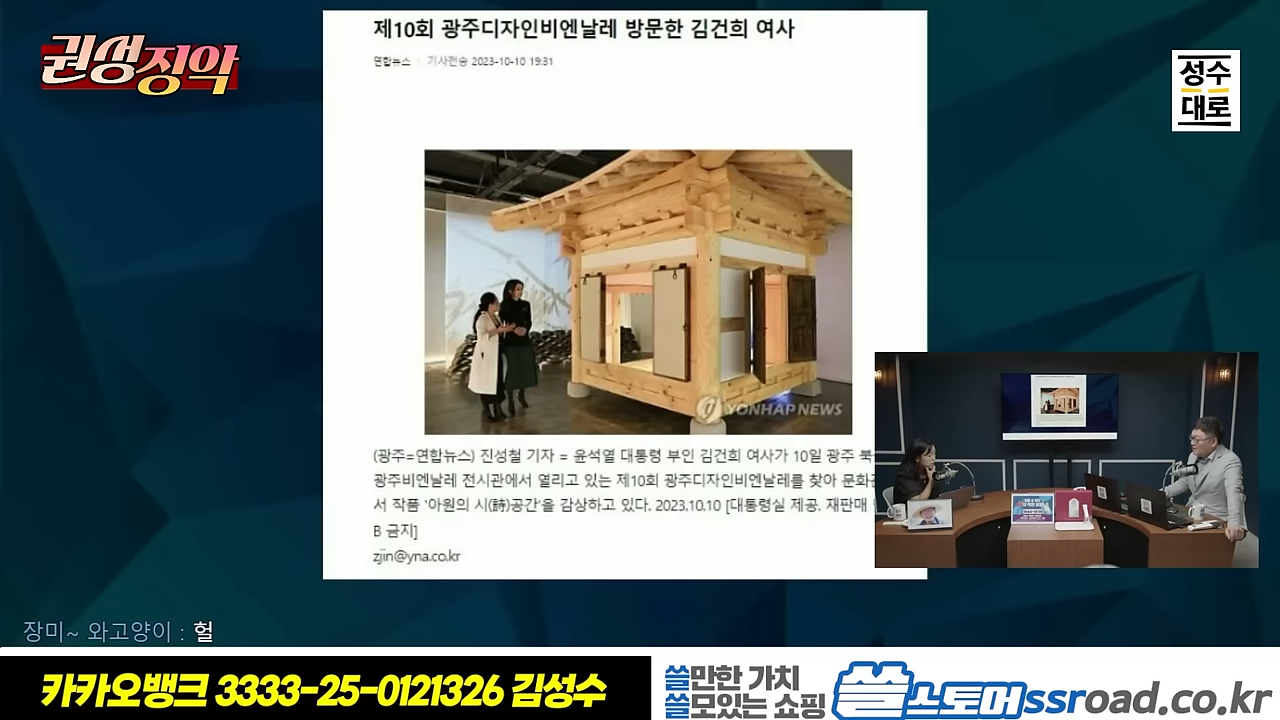 권성징악
제10회 광주디자인비엔날레 방문한 김건희 여사
연합뉴스 | 기사전송 2023-10-10 19:31
성수
대로
YONHAP NEWS
(광주=연합뉴스) 진성철 기자 = 윤석열 대통령 부인 김건희 여사가 10일 광주 북
광주비엔날레 전시관에서 열리고 있는 제10회 광주디자인비엔날레를 찾아
서 작품 '아원의 시(詩)공간'을 감상하고 있다. 2023.10.10 [대통령실 제공. 재판매
B 금지]
zjin@yna.co.kr
장미~ 와고양이 : 헐
카카오뱅크 3333-25-0121326 김성수
쓸만한 가치
쓸모있는 쇼핑
쓸스토어 ssroad.co.kr